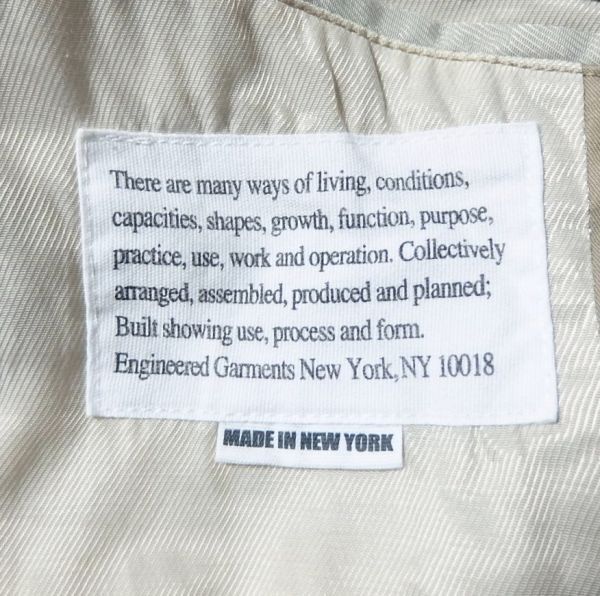 There are many ways of living, conditions,
capacities, shapes, growth, function, purpose,
practice, use, work and operation. Collectively
arranged, assembled, produced and planned;
Built showing use, process and form.
Engineered Garments New York, NY 10018
MADE IN NEW YORK